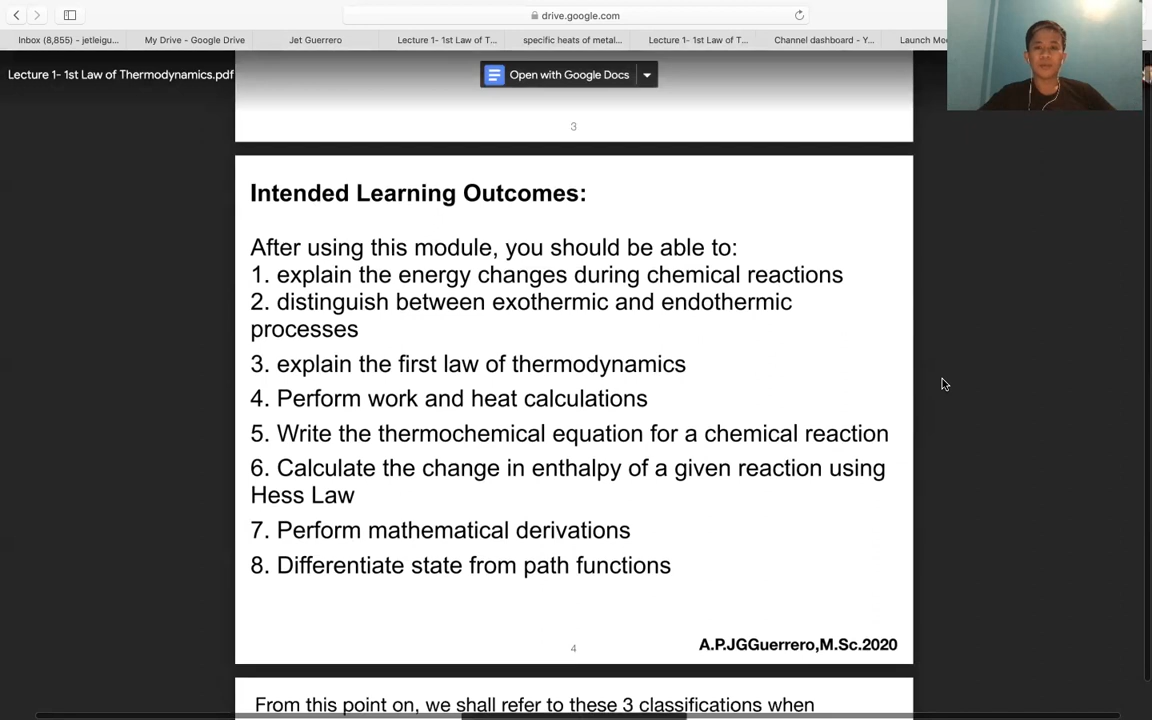 drive.google.com
Inbox (8,855) - jetleigu...
My Drive - Google Drive
Jet Guerrero
Lecture 1- 1st Law of T...
specific heats of metal...
Lecture 1- 1st Law of T...
Channel dashboard - Y...
Launch Me
Lecture 1- 1st Law of Thermodynamics.pdf
Open with Google Docs
3
Intended Learning Outcomes:
After using this module, you should be able to:
1. explain the energy changes during chemical reactions
2. distinguish between exothermic and endothermic
processes
3. explain the first law of thermodynamics
4. Perform work and heat calculations
5. Write the thermochemical equation for a chemical reaction
6. Calculate the change in enthalpy of a given reaction using
Hess Law
7. Perform mathematical derivations
8. Differentiate state from path functions
4
A.P.JGGuerrero,M.Sc.2020
From this point on, we shall refer to these 3 classifications when